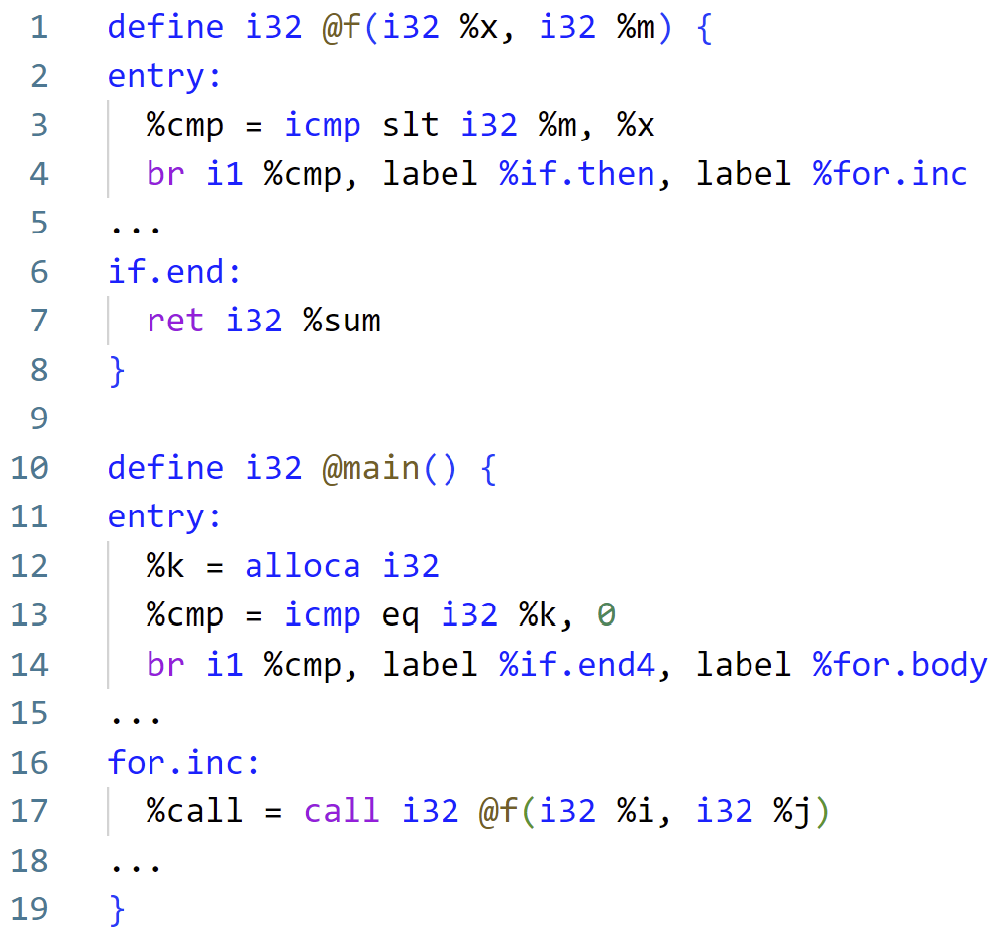 1 define i32 @f(i32 %x, i32 %m) {
2 entry:
3 %cmp = icmp slt i32 %m, %x
4 br i1 %cmp, label %if.then, label %for.inc
5 ...
6 if.end:
7 ret i32 %sum
8 }
9
10 define i32 @main() {
11 entry:
12 %k = alloca i32
13 %cmp = icmp eq i32 %k, 0
14 br i1 %cmp, label %if.end4, label %for.body
15 ...
16 for.inc:
17 %call = call i32 @f(i32 %i, i32 %j)
18 ...
19 }